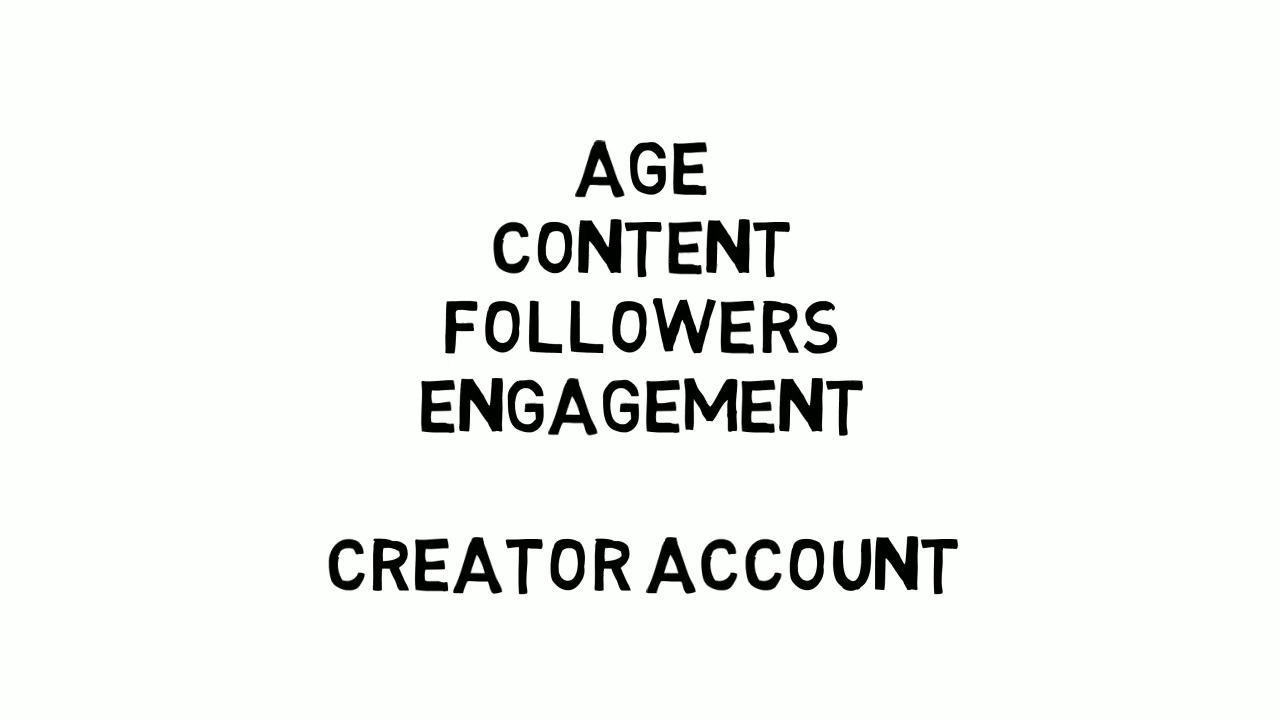 AGE
CONTENT
FOLLOWERS
ENGAGEMENT
CREATOR ACCOUNT